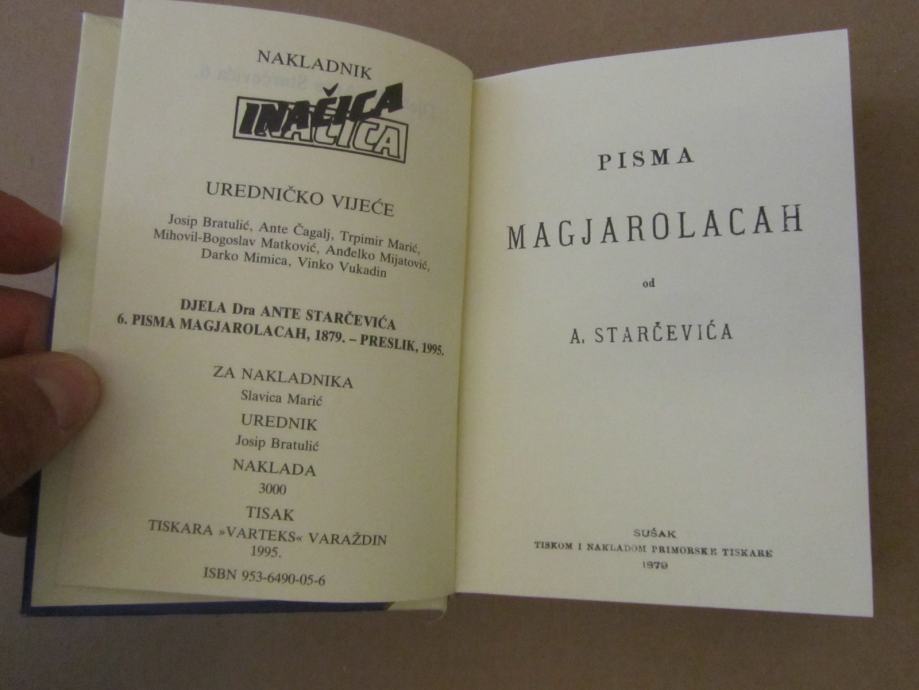 NAKLADNIK
INAČICA
UREDNIČKO VIJEĆE
Josip Bratulić, Ante Čagalj, Trpimir Marić,
Mihovil-Bogoslav Matković, Anđelko Mijatović,
Darko Mimica, Vinko Vukadin
DJELA Dra ANTE STARČEVIĆA
6. PISMA MAGJAROLACAH, 1879. – PRESLIK, 1995.
ZA NAKLADNIKA
Slavica Marić
UREDNIK
Josip Bratulić
NAKLADA
3000
TISAK
TISKARA »VARTEKS« VARAŽDIN
1995.
ISBN 953-6490-05-6
PISMA
MAGJAROLACAH
od
A. STARČEVIĆA
SUŠAK
TISKOM I NAKLADOM PRIMORSKE TISKARE
1879